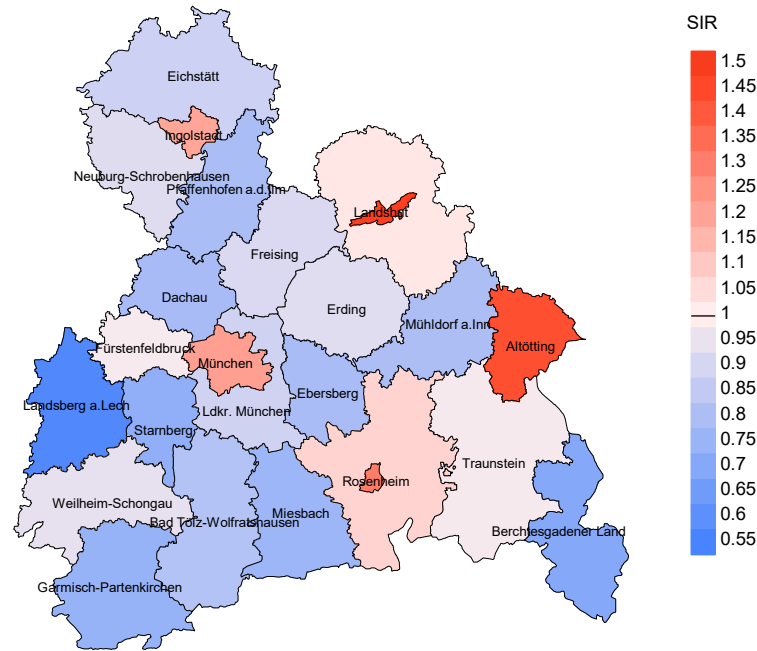 SIR
1.5
1.45
1.4
1.35
1.3
1.25
1.2
1.15
1.1
1.05
1
0.95
0.9
0.85
0.8
0.75
0.7
0.65
0.6
0.55
Eichstätt
Ingolstadt
Neuburg-Schrobenhausen
Pfaffenhofen a.d.Ilm
Landshut
Freising
Dachau
Erding
Mühldorf a.Inn
Altötting
Fürstenfeldbruck
München
Ebersberg
Landsberg a.Lech
Ldkr. München
Starnberg
Traunstein
Rosenheim
Weilheim-Schongau
Miesbach
Bad Tölz-Wolfratshausen
Berchtesgadener Land
Garmisch-Partenkirchen